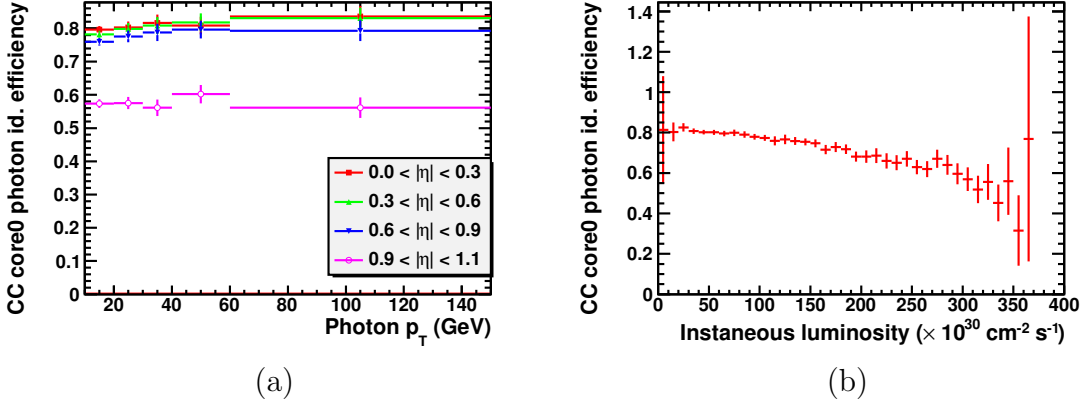 CC core0 photon id. efficiency
0.8
0.7
0.6
0.5
0.4
0.3
0.2
0.1
0
20 40 60 80 100 120 140
Photon p_T (GeV)
0.0 < |η| < 0.3
0.3 < |η| < 0.6
0.6 < |η| < 0.9
0.9 < |η| < 1.1
(a)
CC core0 photon id. efficiency
1.4
1.2
1
0.8
0.6
0.4
0.2
0
0 50 100 150 200 250 300 350 400
Instaneous luminosity (× 10³⁰ cm⁻² s⁻¹)
(b)